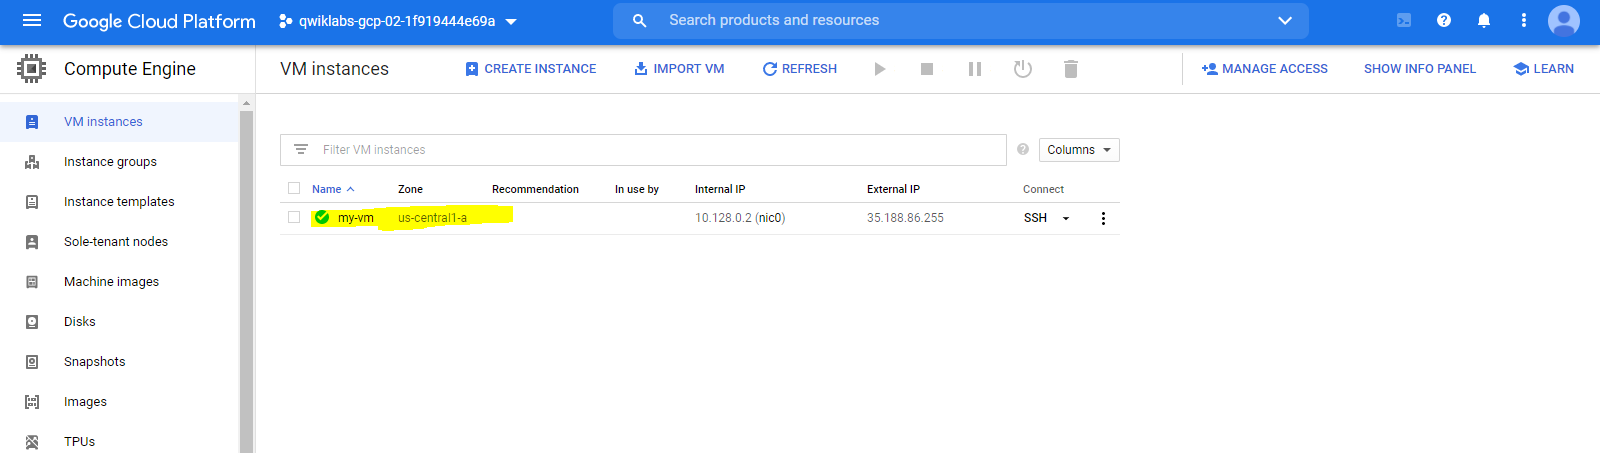 Google Cloud Platform qwiklabs-gcp-02-1f919444e69a Search products and resources
Compute Engine VM instances CREATE INSTANCE IMPORT VM REFRESH MANAGE ACCESS SHOW INFO PANEL LEARN
VM instances
Instance groups
Instance templates
Sole-tenant nodes
Machine images
Disks
Snapshots
Images
TPUs
Filter VM instances Columns
Name Zone Recommendation In use by Internal IP External IP Connect
my-vm us-central1-a 10.128.0.2 (nic0) 35.188.86.255 SSH